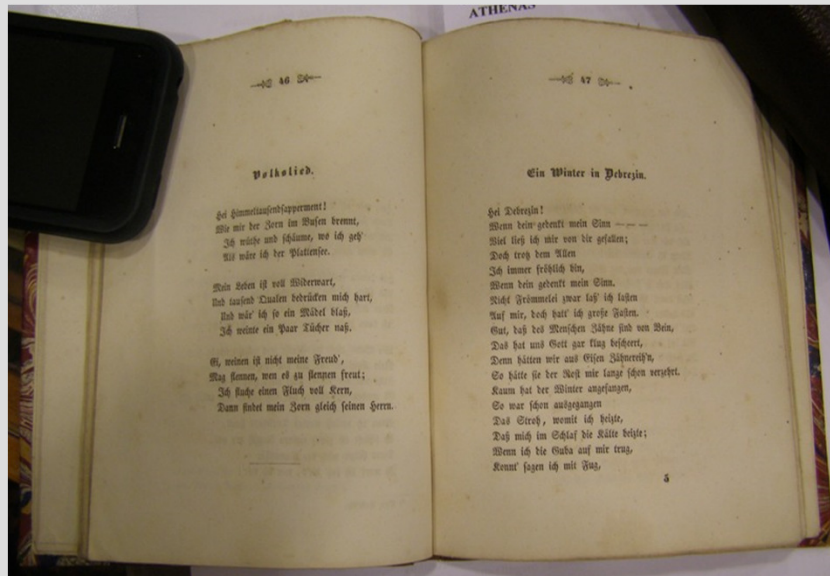 ATHENAS
46
Volkslied.
Hei Himmeltausendsapperment!
Wie mir der Zorn im Busen brennt,
Ich wüthe und schäume, wo ich geh'
Als wäre ich der Plattensee.
Mein Leben ist voll Widerwart,
Und tausend Qualen bedrücken mich hart,
Und wär' ich so ein Mädel blaß,
Ich weinte ein Paar Tücher naß.
Ei, weinen ist nicht meine Freud',
Mag flennen, wen es zu flennen freut;
Ich fluche einen Fluch voll Kern,
Dann findet mein Zorn gleich seinen Herrn.
47
Ein Winter in Debrezin.
Hei Debrezin!
Wenn dein gedenkt mein Sinn — — —
Viel ließ ich mir von dir gefallen;
Doch trotz dem Allen
Ich immer fröhlich bin,
Wenn dein gedenkt mein Sinn.
Nicht Frömmelei zwar laß' ich lasten
Auf mir, doch hatt' ich große Fasten.
Gut, daß des Menschen Zähne sind von Bein,
Das hat uns Gott gar klug bescheert,
Denn hätten wir aus Eisen Zähnereih'n,
So hätte sie der Rost mir lange schon verzehrt.
Kaum hat der Winter angefangen,
So war schon ausgegangen
Das Stroh, womit ich heizte,
Daß mich im Schlaf die Kälte beizte;
Wenn ich die Guba auf mir trug,
Konnt' sagen ich mit Fug,
5